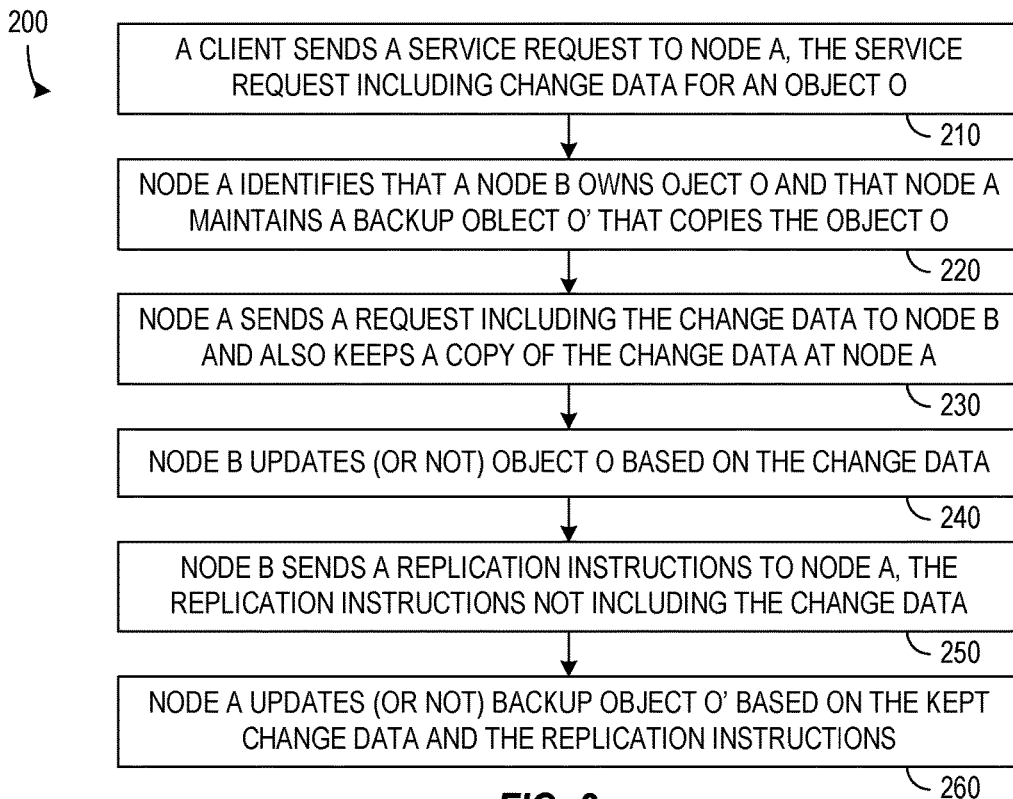 200
A CLIENT SENDS A SERVICE REQUEST TO NODE A, THE SERVICE
REQUEST INCLUDING CHANGE DATA FOR AN OBJECT O
210
NODE A IDENTIFIES THAT A NODE B OWNS OJECT O AND THAT NODE A
MAINTAINS A BACKUP OBLECT O' THAT COPIES THE OBJECT O
220
NODE A SENDS A REQUEST INCLUDING THE CHANGE DATA TO NODE B
AND ALSO KEEPS A COPY OF THE CHANGE DATA AT NODE A
230
NODE B UPDATES (OR NOT) OBJECT O BASED ON THE CHANGE DATA
240
NODE B SENDS A REPLICATION INSTRUCTIONS TO NODE A, THE
REPLICATION INSTRUCTIONS NOT INCLUDING THE CHANGE DATA
250
NODE A UPDATES (OR NOT) BACKUP OBJECT O' BASED ON THE KEPT
CHANGE DATA AND THE REPLICATION INSTRUCTIONS
260